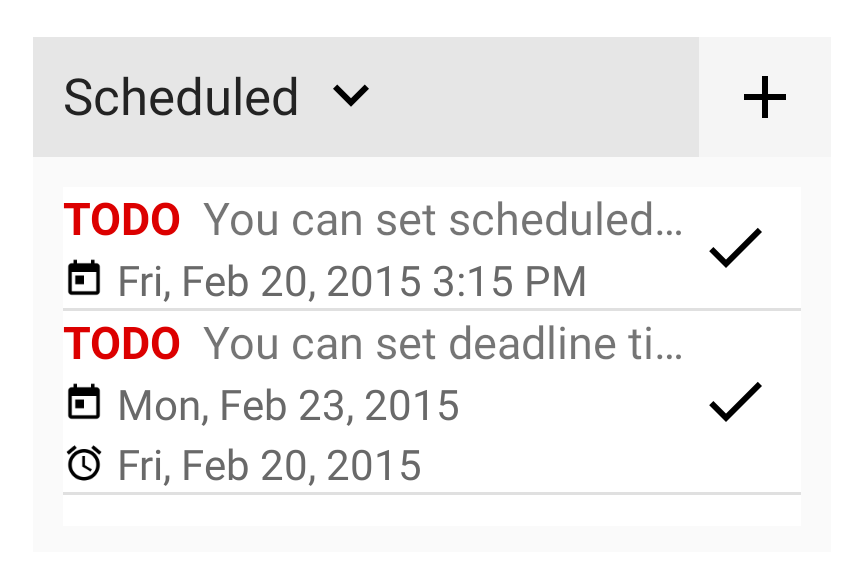 Scheduled
TODO You can set scheduled...
Fri, Feb 20, 2015 3:15 PM
TODO You can set deadline ti...
Mon, Feb 23, 2015
Fri, Feb 20, 2015